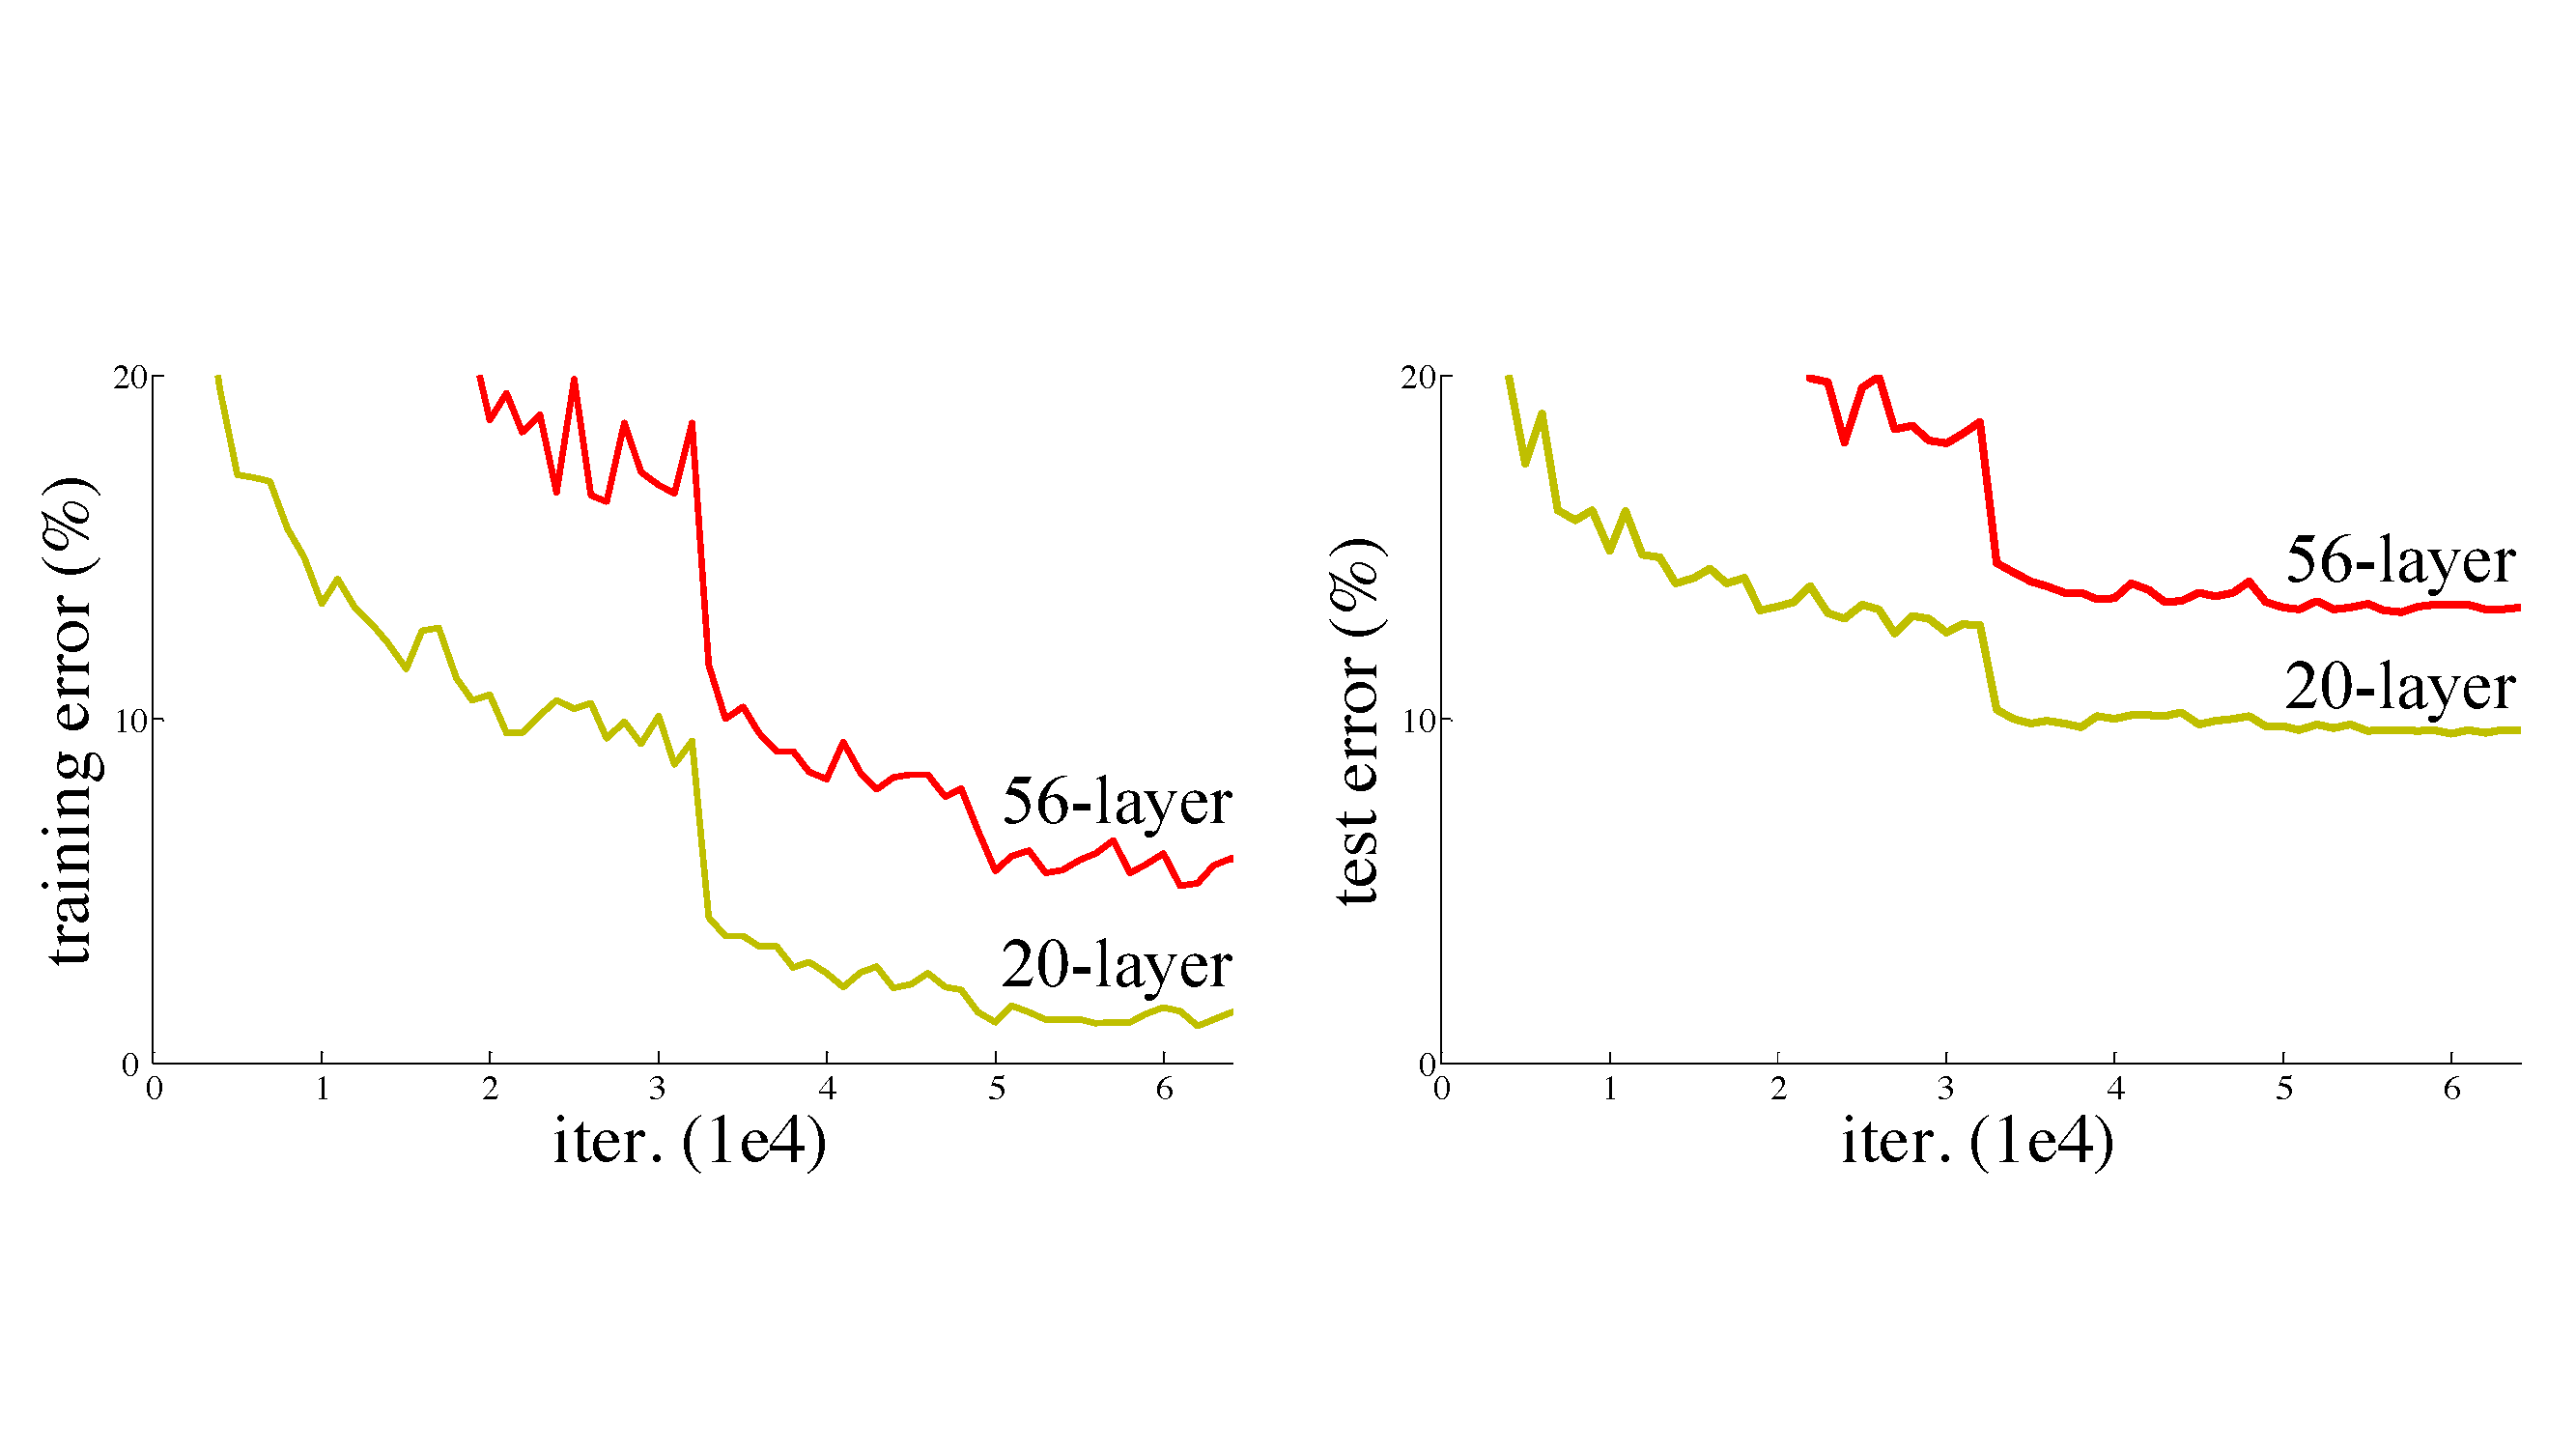 20
10
0
training error (%)
56-layer
20-layer
0 1 2 3 4 5 6
iter. (1e4)
20
10
0
test error (%)
56-layer
20-layer
0 1 2 3 4 5 6
iter. (1e4)